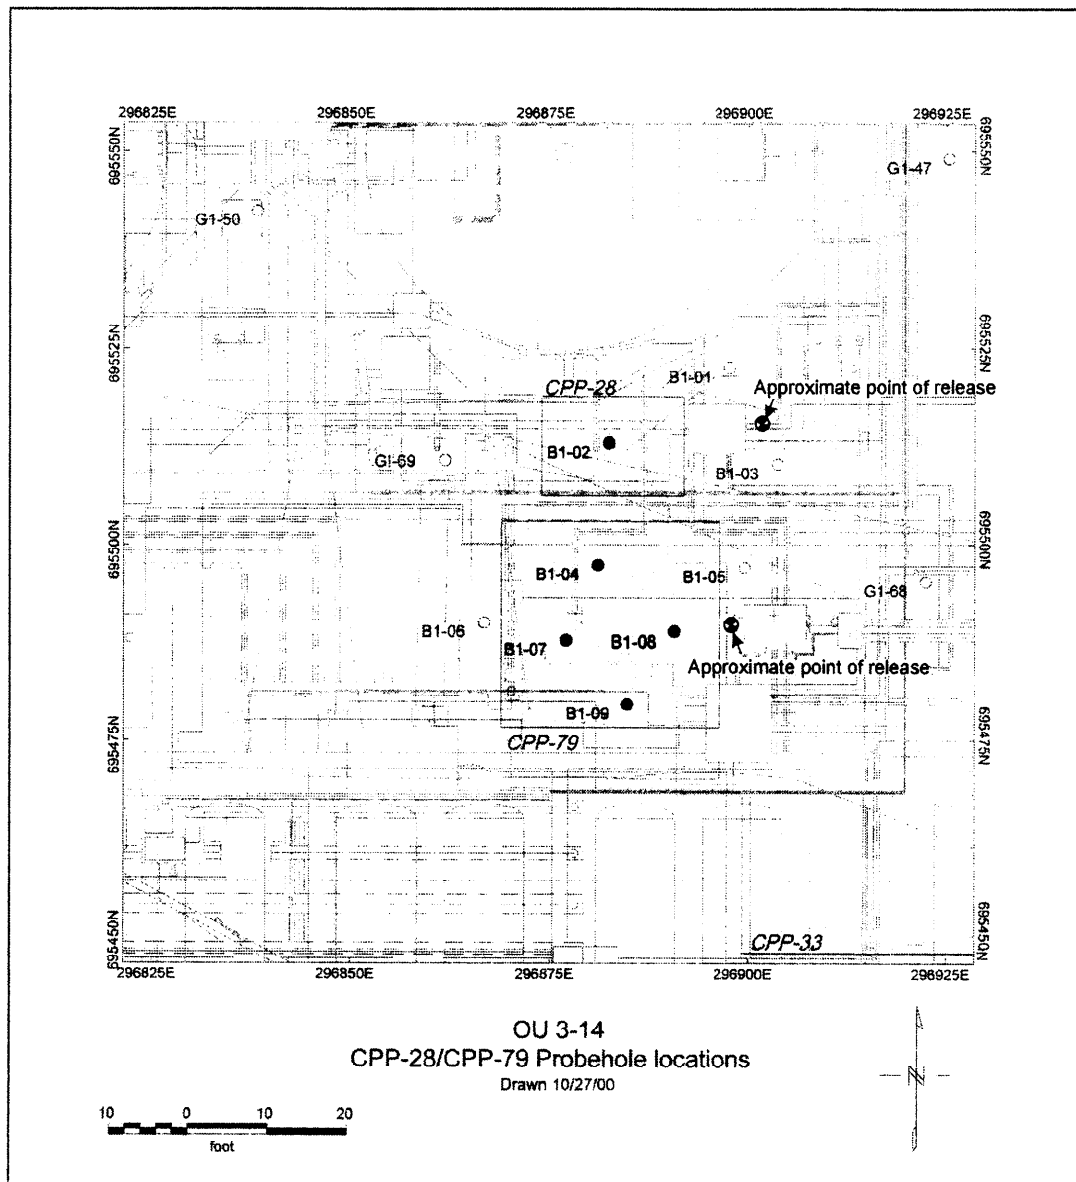 296825E 296850E 296875E 296900E 296925E
695550N 695550N
G1-47
G1-50
695525N 695525N
B1-01
CPP-28
Approximate point of release
B1-02
GI-69
B1-03
695500N 695500N
B1-04
B1-05
G1-68
B1-06
B1-07
B1-08
Approximate point of release
B1-09
CPP-79
695475N 695475N
CPP-33
695450N 695450N
296825E 296850E 296875E 296900E 296925E
OU 3-14
CPP-28/CPP-79 Probehole locations
Drawn 10/27/00
N
10 0 10 20
foot